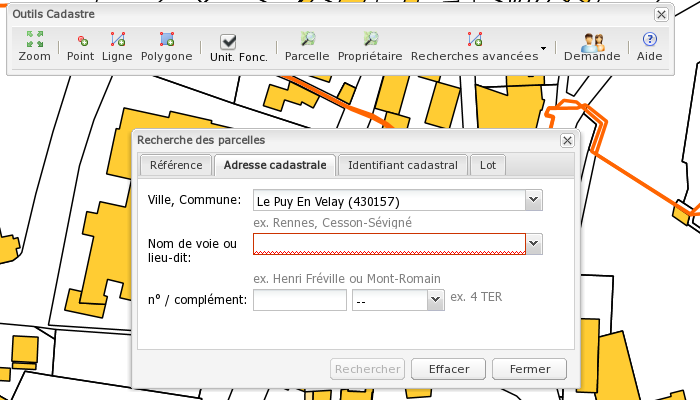 Outils Cadastre
Zoom Point Ligne Polygone Unit. Fonc. Parcelle Propriétaire Recherches avancées Demande Aide
Recherche des parcelles
Référence Adresse cadastrale Identifiant cadastral Lot
Ville, Commune: Le Puy En Velay (430157)
ex. Rennes, Cesson-Sévigné
Nom de voie ou
lieu-dit:
ex. Henri Fréville ou Mont-Romain
n° / complément: -- ex. 4 TER
Rechercher Effacer Fermer